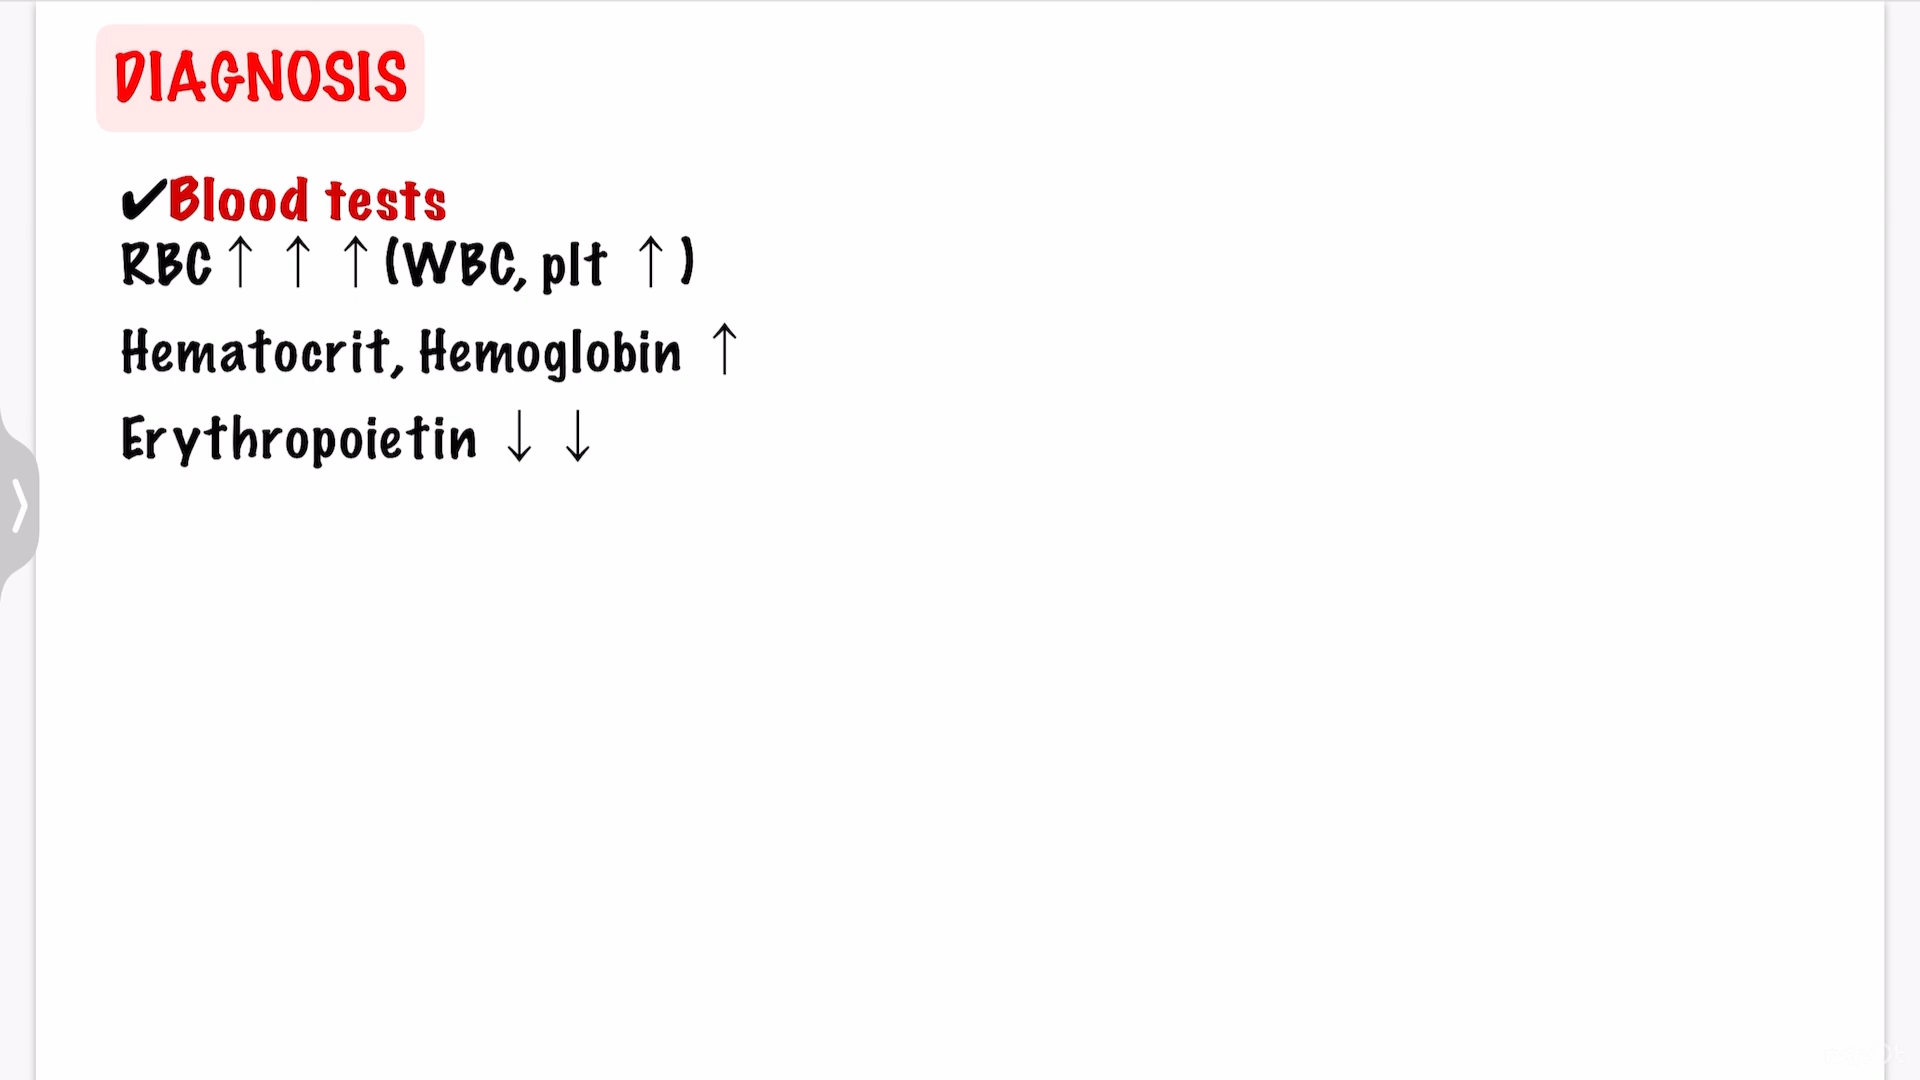 DIAGNOSIS
✔Blood tests
RBC↑ ↑ ↑(WBC, plt ↑)
Hematocrit, Hemoglobin ↑
Erythropoietin ↓ ↓